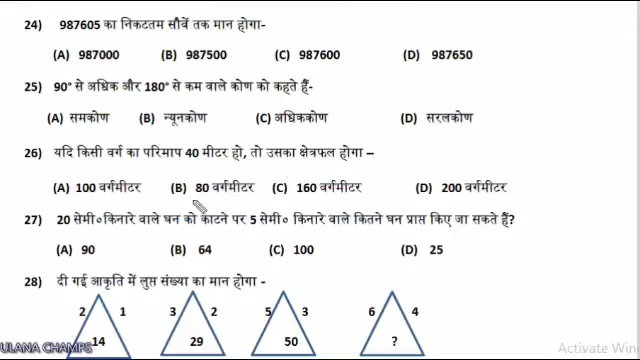 24) 987605 का निकटतम सौवें तक मान होगा-
(A) 987000 (B) 987500 (C) 987600 (D) 987650
25) 90° से अधिक और 180° से कम वाले कोण को कहते हैं-
(A) समकोण (B) न्यूनकोण (C) अधिककोण (D) सरलकोण
26) यदि किसी वर्ग का परिमाप 40 मीटर हो, तो उसका क्षेत्रफल होगा –
(A) 100 वर्गमीटर (B) 80 वर्गमीटर (C) 160 वर्गमीटर (D) 200 वर्गमीटर
27) 20 सेमी० किनारे वाले घन को काटने पर 5 सेमी० किनारे वाले कितने घन प्राप्त किए जा सकते हैं?
(A) 90 (B) 64 (C) 100 (D) 25
28) दी गई आकृति में लुप्त संख्या का मान होगा -
2 1 3 2 5 3 6 4
14 29 50 ?
ULANA CHAMPS
Activate Win